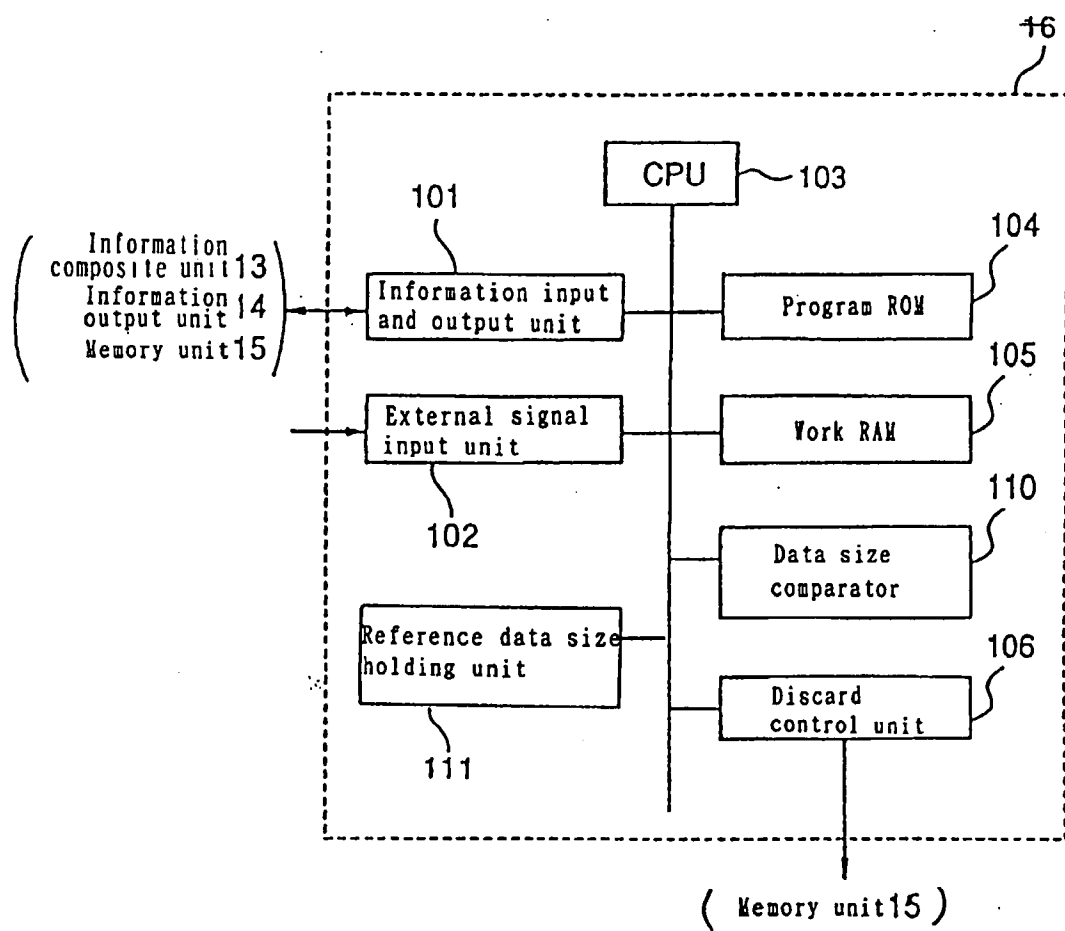 16
CPU
103
101
104
Information
composite unit 13
Information
output unit 14
Memory unit 15
Information input
and output unit
Program ROM
105
External signal
input unit
Work RAM
102
110
Data size
comparator
Reference data size
holding unit
106
Discard
control unit
111
( Memory unit 15 )